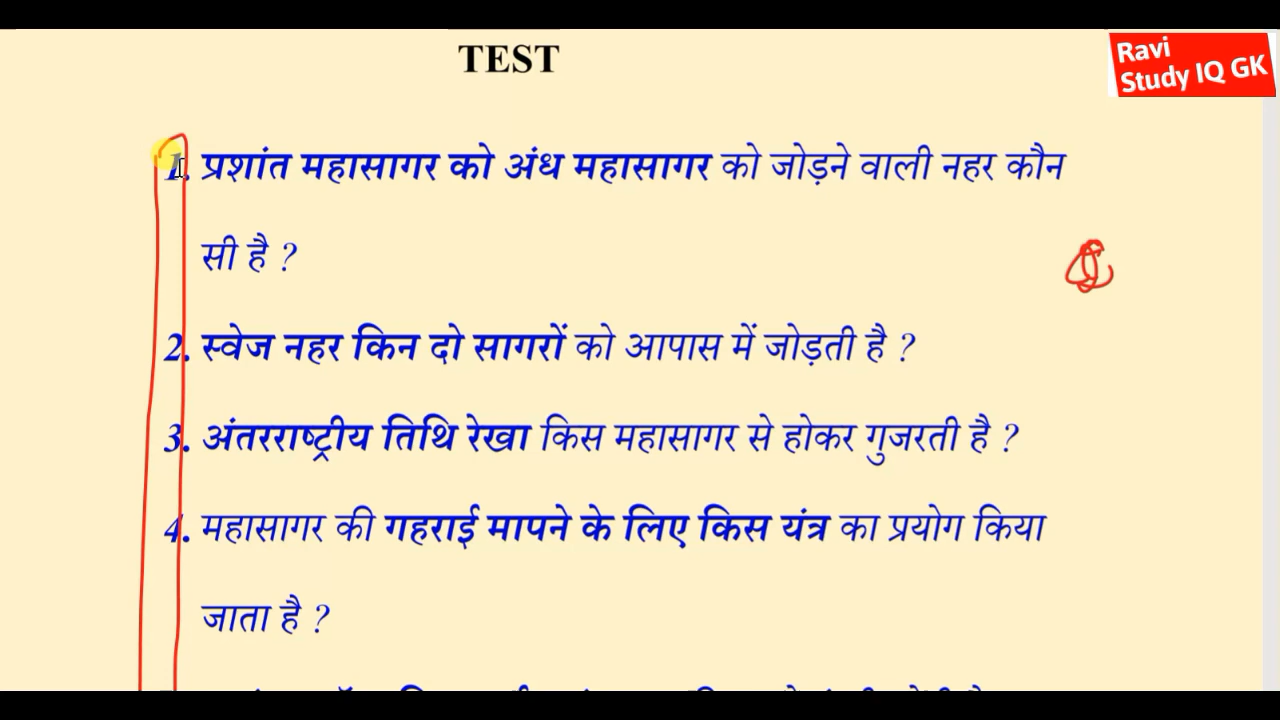 TEST
Ravi
Study IQ GK
1. प्रशांत महासागर को अंध महासागर को जोड़ने वाली नहर कौन
सी है ?
2. स्वेज नहर किन दो सागरों को आपास में जोड़ती है ?
3. अंतरराष्ट्रीय तिथि रेखा किस महासागर से होकर गुजरती है ?
4. महासागर की गहराई मापने के लिए किस यंत्र का प्रयोग किया
जाता है ?